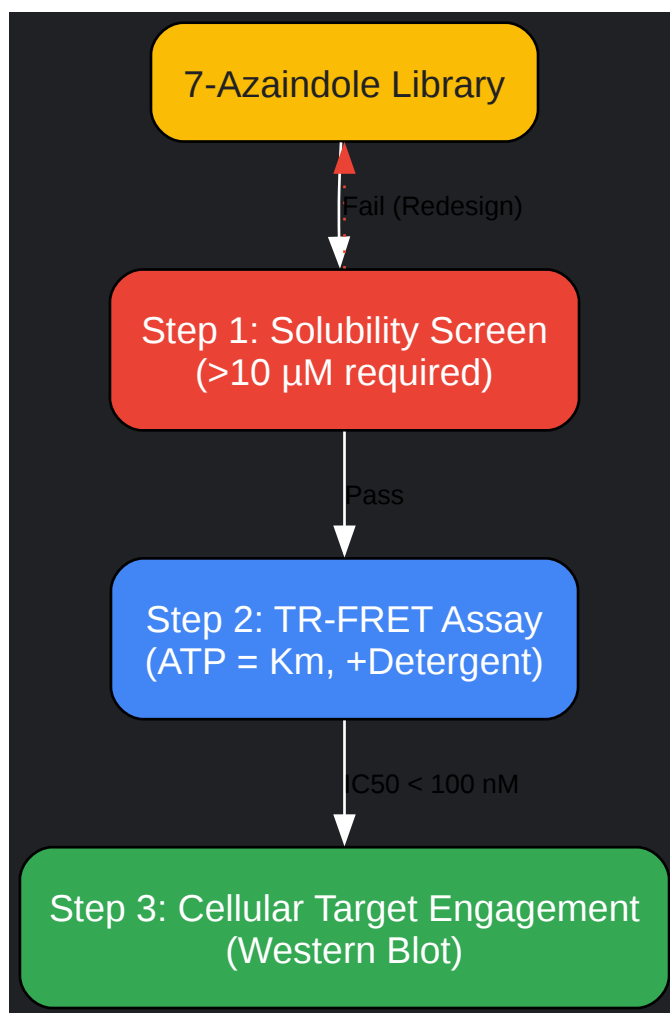 7-Azaindole Library
Fail (Redesign)
Step 1: Solubility Screen
(>10 µM required)
Pass
Step 2: TR-FRET Assay
(ATP = Km, +Detergent)
IC50 < 100 nM
Step 3: Cellular Target Engagement
(Western Blot)